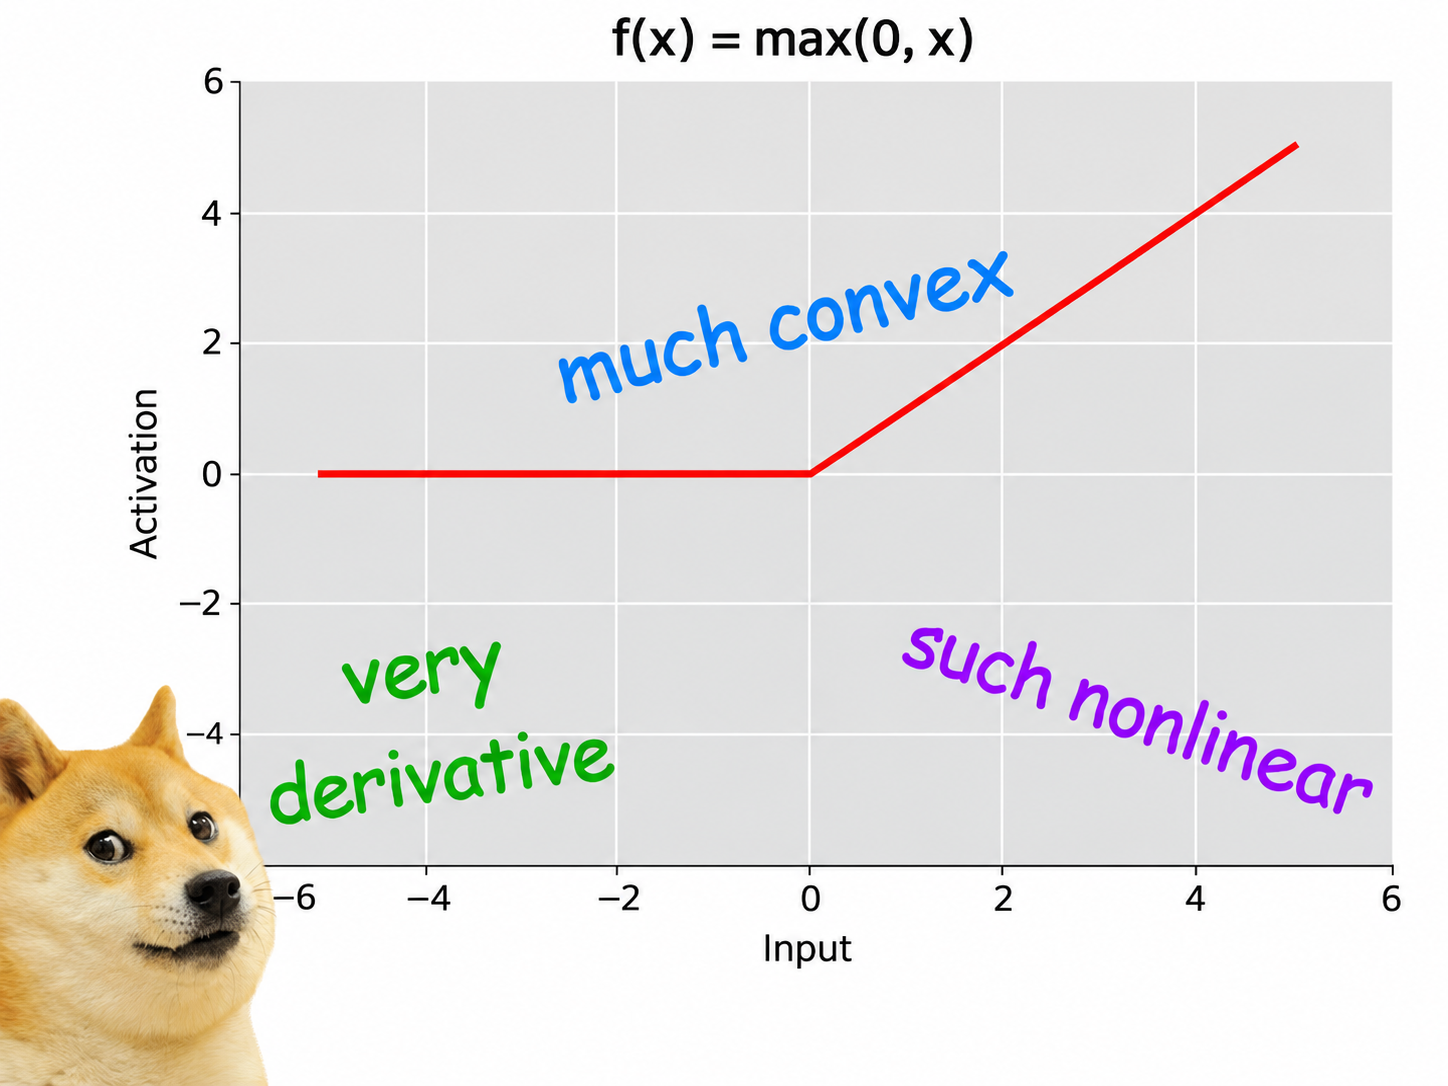 f(x) = max(0, x)
6
4
2
0
−2
−4
Activation
much convex
very
derivative
such nonlinear
−6 −4 −2 0 2 4 6
Input